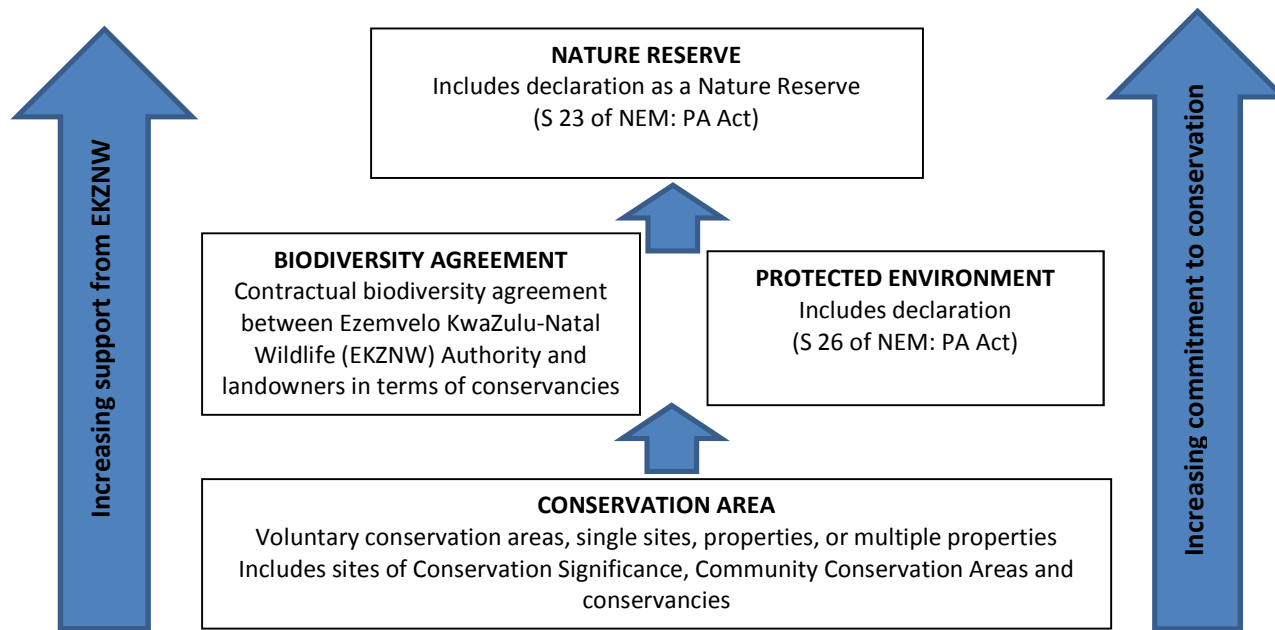 Increasing support from EKZNW
NATURE RESERVE
Includes declaration as a Nature Reserve
(S 23 of NEM: PA Act)
BIODIVERSITY AGREEMENT
Contractual biodiversity agreement
between Ezemvelo KwaZulu-Natal
Wildlife (EKZNW) Authority and
landowners in terms of conservancies
PROTECTED ENVIRONMENT
Includes declaration
(S 26 of NEM: PA Act)
CONSERVATION AREA
Voluntary conservation areas, single sites, properties, or multiple properties
Includes sites of Conservation Significance, Community Conservation Areas and
conservancies
Increasing commitment to conservation